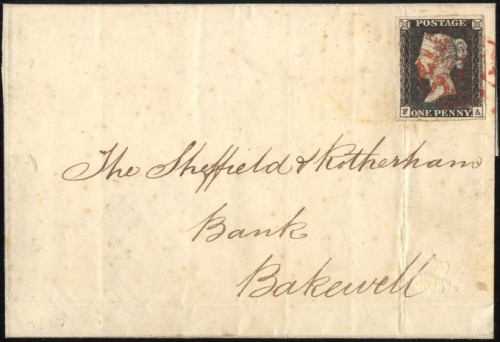 POSTAGE
ONE PENNY A
The Sheffield & Rotherham
Bank
Bakewell